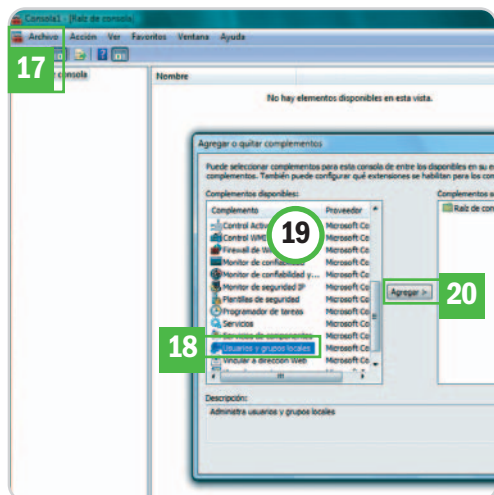 Consola1 - [Raíz de consola]
Archivo Acción Ver Favoritos Ventana Ayuda
17
consola
Nombre
No hay elementos disponibles en esta vista.
Agregar o quitar complementos
Puede seleccionar complementos para esta consola de entre los disponibles en su e
complementos. También puede configurar qué extensiones se habilitan para los com
Complementos disponibles:
Complementos s
Complemento Proveedor
Raíz de con
Control Activ Microsoft Co
19
Control WMI Microsoft Co
Firewall de Wi Microsoft Co
Monitor de confiabilidad Microsoft Co
Monitor de confiabilidad y... Microsoft Co
Monitor de seguridad IP Microsoft Co
Agregar >
20
Plantillas de seguridad Microsoft Co
Programador de tareas Microsoft Co
Servicios Microsoft Co
Servicios de componentes Microsoft Co
18
Usuarios y grupos locales Microsoft Co
Vincular a dirección Web Microsoft Co
Descripción:
Administra usuarios y grupos locales